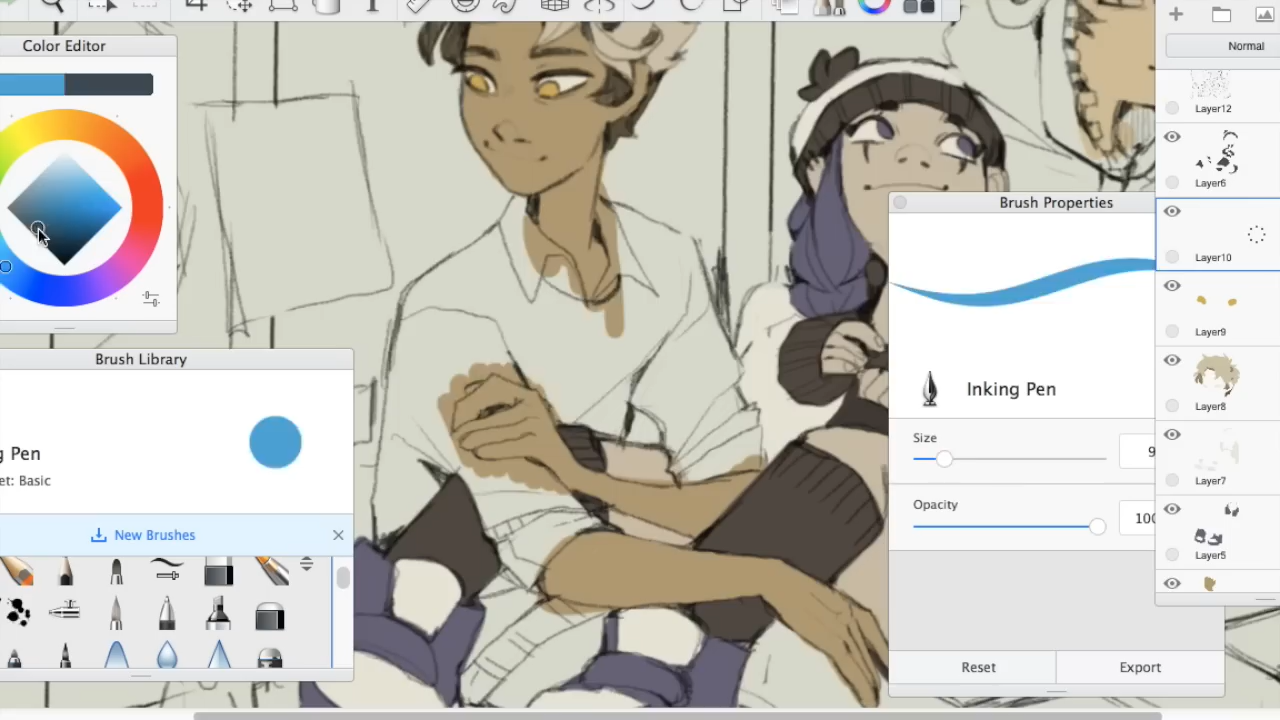 Color Editor
Normal
Layer12
Layer6
Brush Properties
Layer10
Layer9
Brush Library
Inking Pen
Layer8
Size
9
g Pen
et: Basic
Layer7
Opacity
100
New Brushes
Layer5
Reset
Export